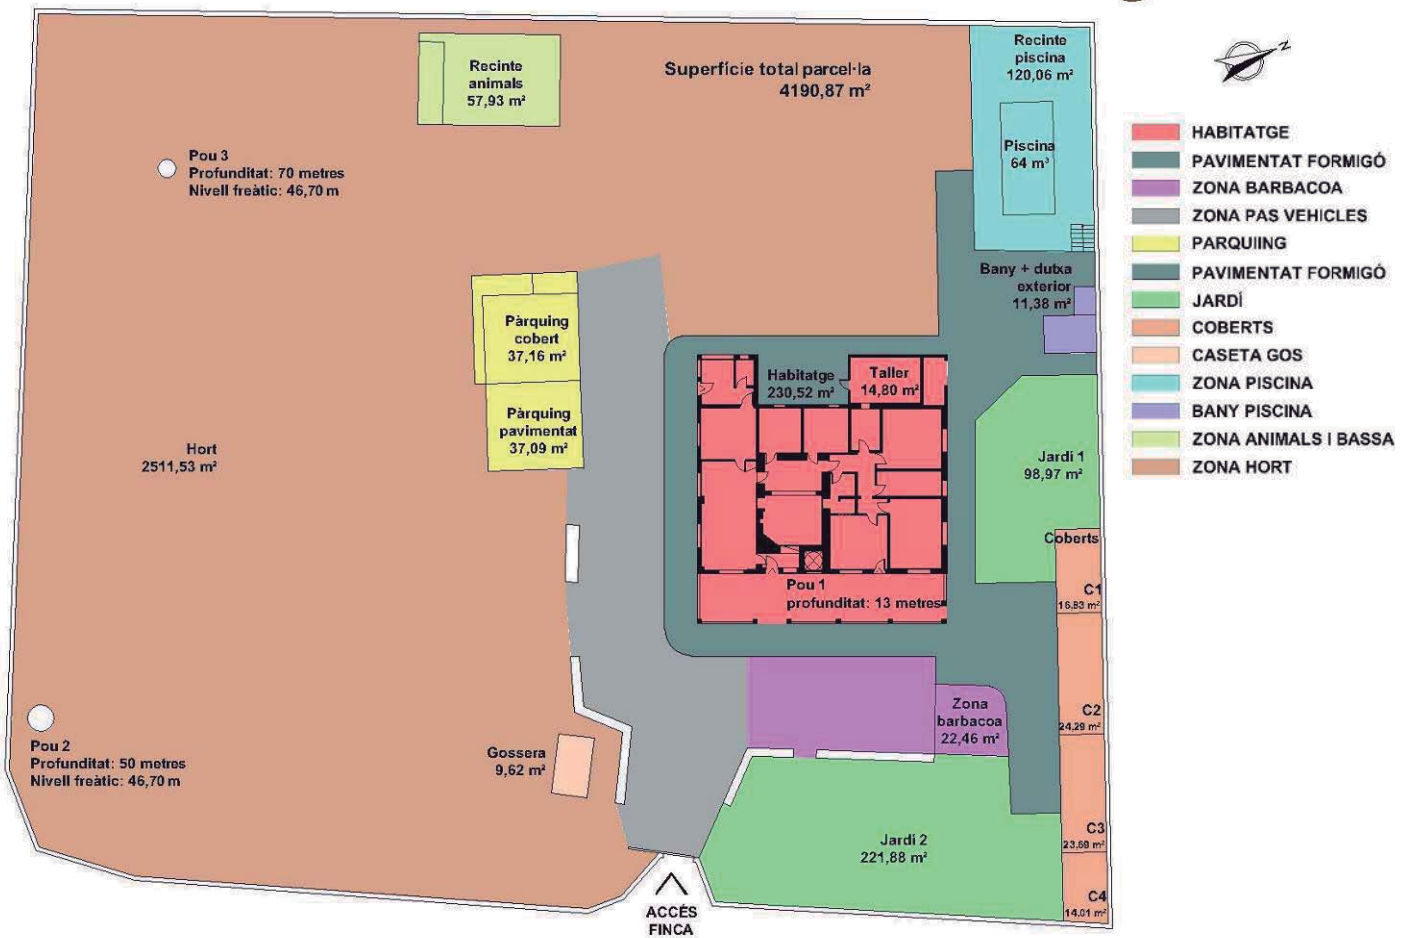 Recinte
animals
57,93 m²
Superfície total parcel·la
4190,87 m²
Recinte
piscina
120,06 m²
Piscina
64 m³
N
Pou 3
Profunditat: 70 metres
Nivell freàtic: 46,70 m
Bany + dutxa
exterior
11,38 m²
Pàrquing
cobert
37,16 m²
Pàrquing
pavimentat
37,09 m²
Habitatge
230,52 m²
Taller
14,80 m²
Hort
2511,53 m²
Jardí 1
98,97 m²
Coberts
C1
16,83 m²
Pou 1
profunditat: 13 metres
C2
24,29 m²
Zona
barbacoa
22,46 m²
Pou 2
Profunditat: 50 metres
Nivell freàtic: 46,70 m
Gossera
9,62 m²
Jardí 2
221,88 m²
C3
23,69 m²
C4
14,01 m²
ACCÉS
FINCA
HABITATGE
PAVIMENTAT FORMIGÓ
ZONA BARBACOA
ZONA PAS VEHICLES
PARQUIING
PAVIMENTAT FORMIGÓ
JARDÍ
COBERTS
CASETA GOS
ZONA PISCINA
BANY PISCINA
ZONA ANIMALS I BASSA
ZONA HORT